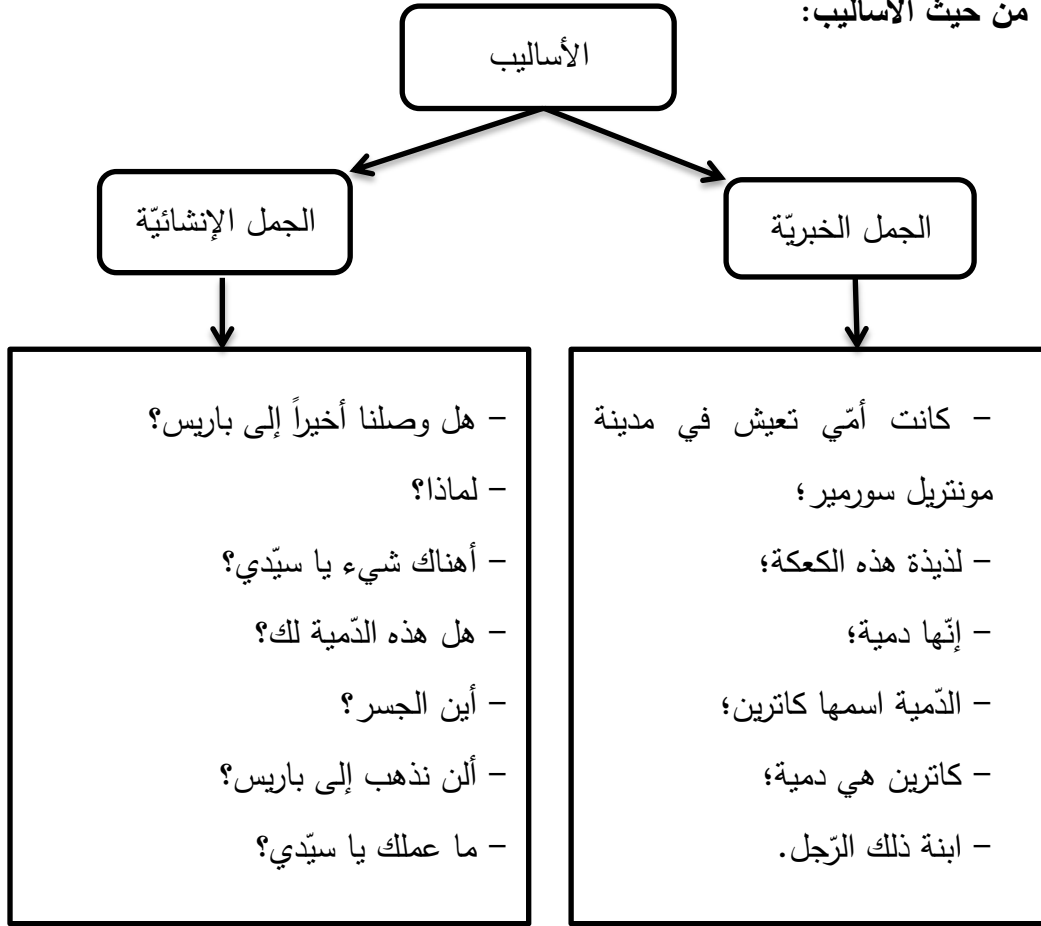 من حيث الأساليب:
الأساليب
الجمل الخبريّة
الجمل الإنشائيّة
– كانت أمّي تعيش في مدينة
مونتريل سورمير؛
– لذيذة هذه الكعكة؛
– إنّها دمية؛
– الدّمية اسمها كاترين؛
– كاترين هي دمية؛
– ابنة ذلك الرّجل.
– هل وصلنا أخيراً إلى باريس؟
– لماذا؟
– أهناك شيء يا سيّدي؟
– هل هذه الدّمية لك؟
– أين الجسر؟
– ألن نذهب إلى باريس؟
– ما عملك يا سيّدي؟